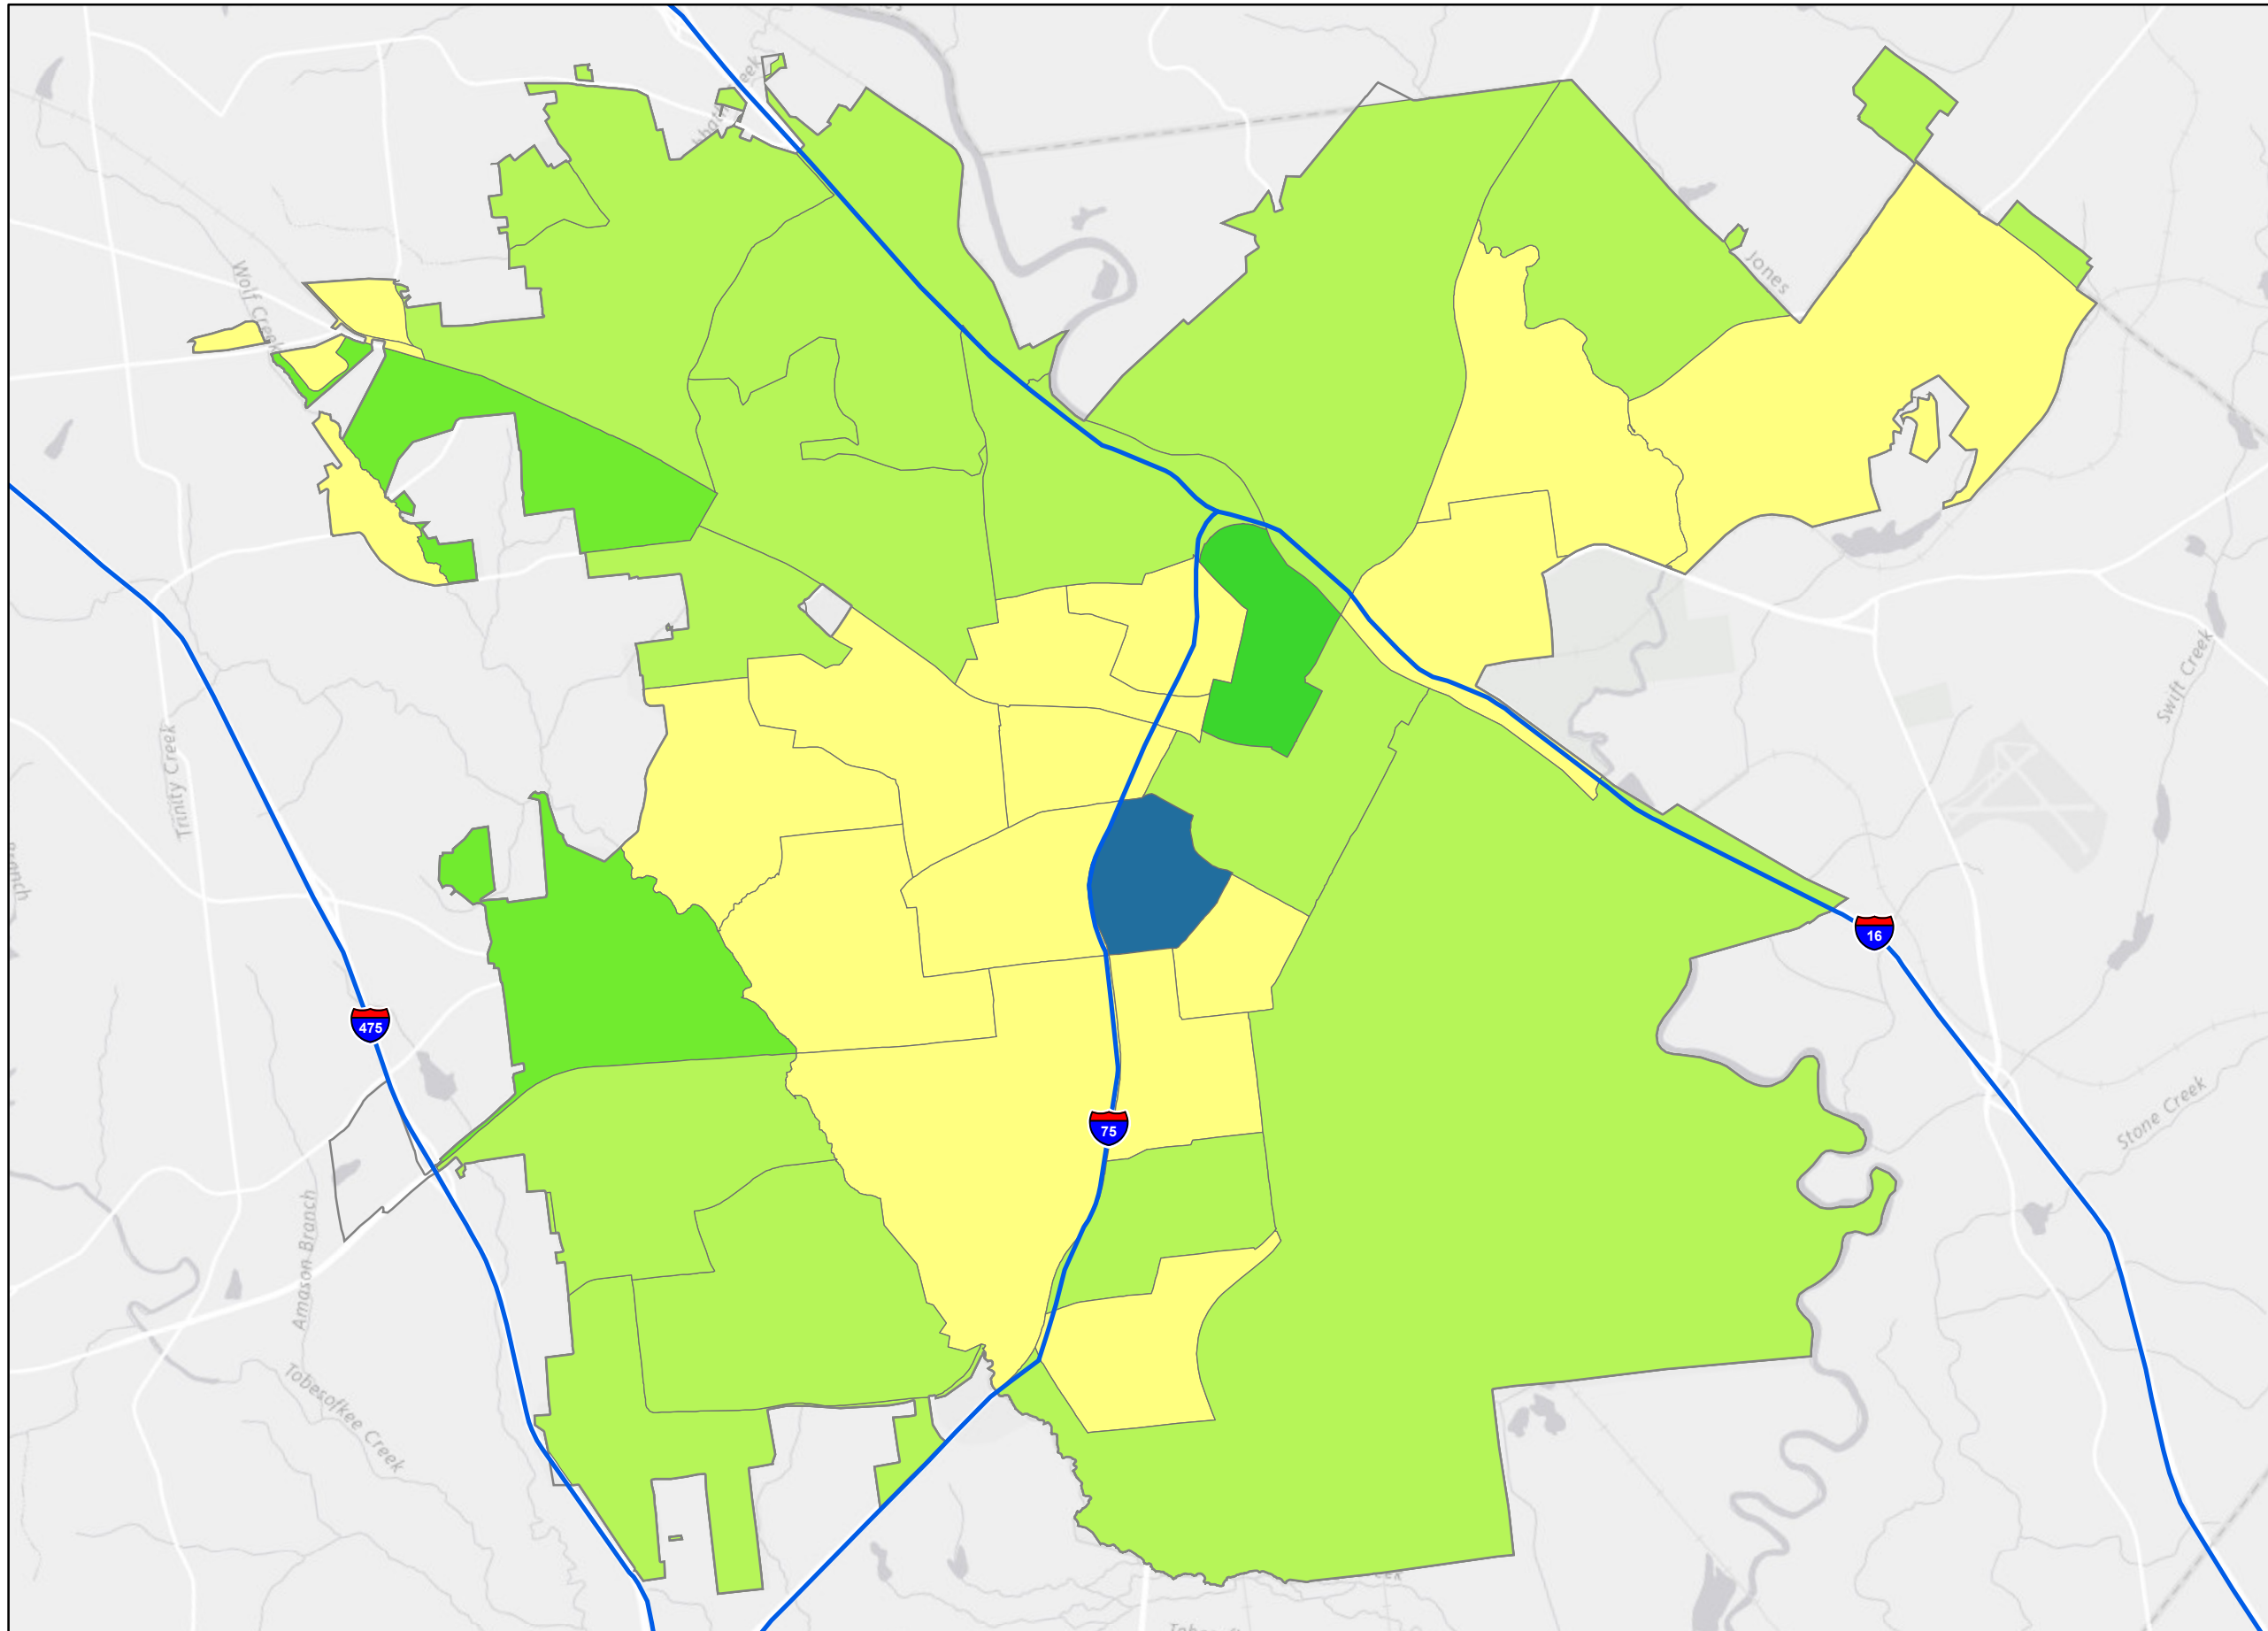 Wolf Creek
Jones
Swift Creek
Trinity Creek
16
475
75
Stone Creek
Amason Branch
Tobesofkee Creek